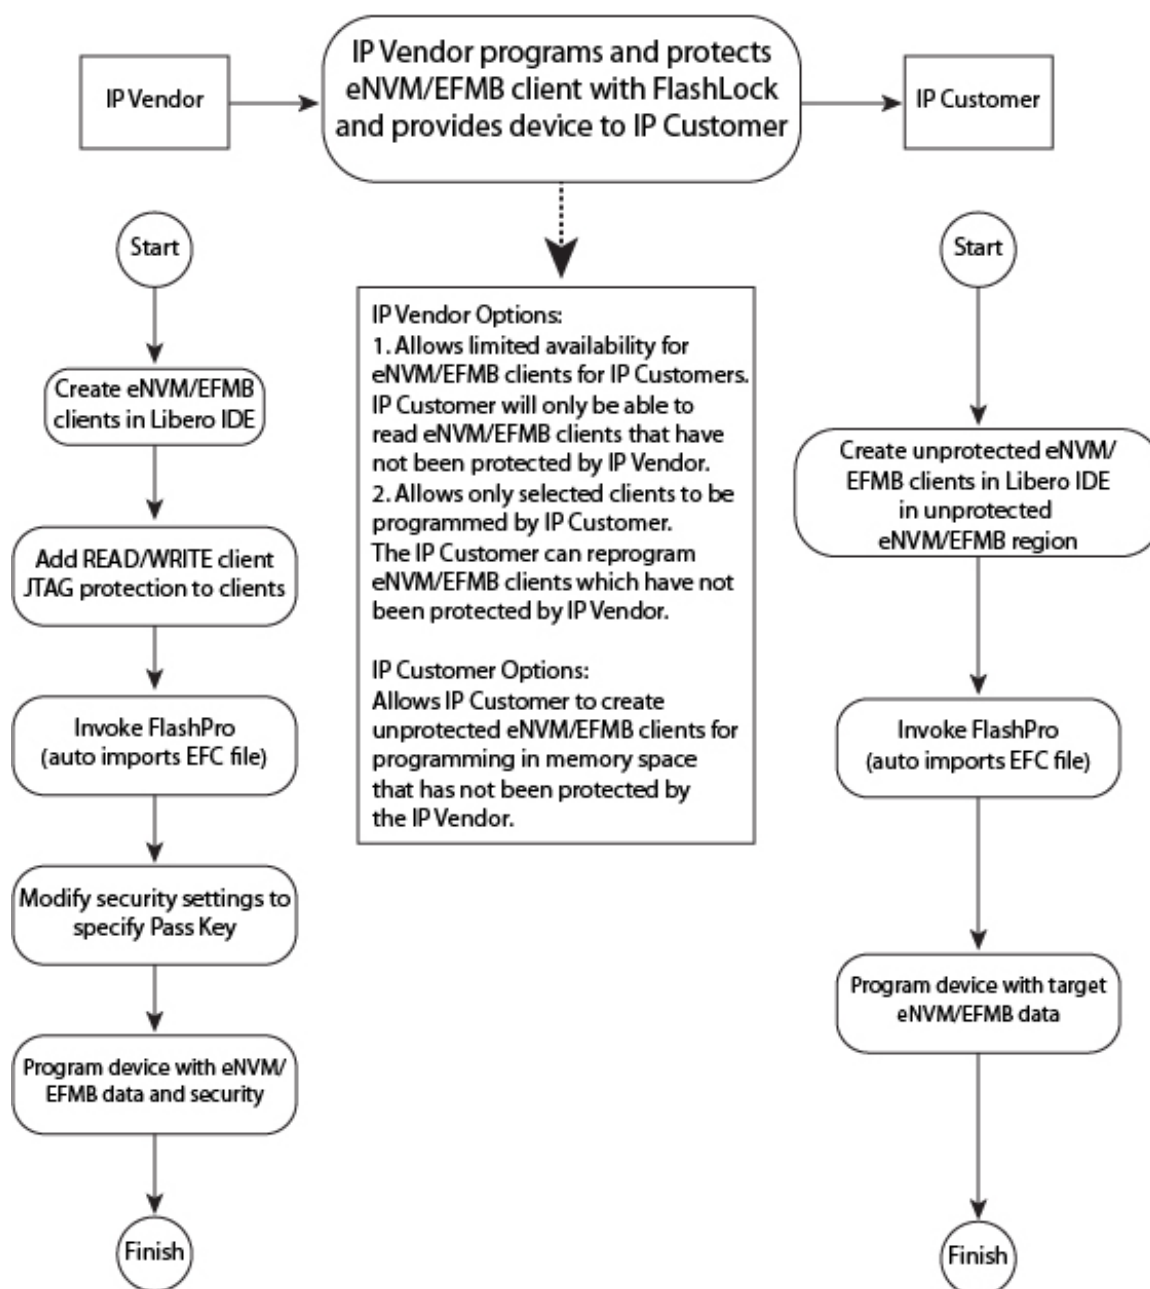 IP Vendor
IP Vendor programs and protects
eNVM/EFMB client with FlashLock
and provides device to IP Customer
IP Customer
Start
Create eNVM/EFMB
clients in Libero IDE
Add READ/WRITE client
JTAG protection to clients
Invoke FlashPro
(auto imports EFC file)
Modify security settings to
specify Pass Key
Program device with eNVM/
EFMB data and security
Finish
IP Vendor Options:
1. Allows limited availability for
eNVM/EFMB clients for IP Customers.
IP Customer will only be able to
read eNVM/EFMB clients that have
not been protected by IP Vendor.
2. Allows only selected clients to be
programmed by IP Customer.
The IP Customer can reprogram
eNVM/EFMB clients which have not
been protected by IP Vendor.
IP Customer Options:
Allows IP Customer to create
unprotected eNVM/EFMB clients for
programming in memory space
that has not been protected by
the IP Vendor.
Start
Create unprotected eNVM/
EFMB clients in Libero IDE
in unprotected
eNVM/EFMB region
Invoke FlashPro
(auto imports EFC file)
Program device with target
eNVM/EFMB data
Finish